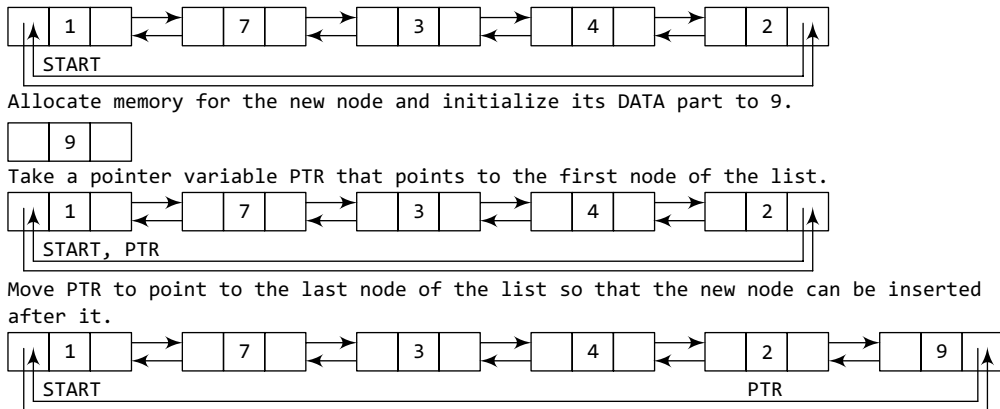 1 7 3 4 2
START
Allocate memory for the new node and initialize its DATA part to 9.
9
Take a pointer variable PTR that points to the first node of the list.
1 7 3 4 2
START, PTR
Move PTR to point to the last node of the list so that the new node can be inserted
after it.
1 7 3 4 2 9
START PTR